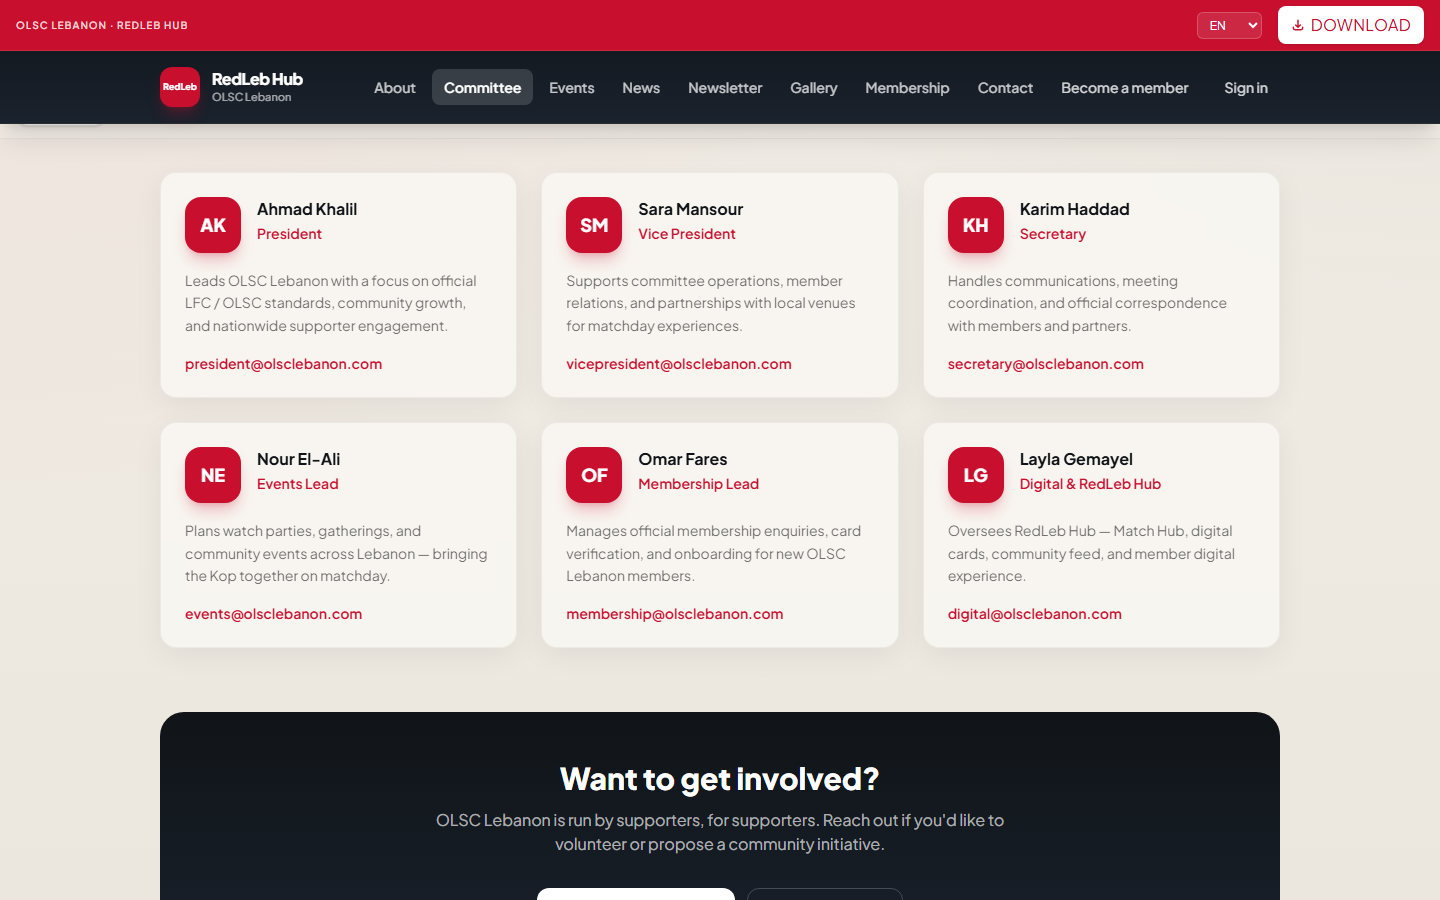 OLSC LEBANON · REDLEB HUB
EN
DOWNLOAD
RedLeb
RedLeb Hub
OLSC Lebanon
About
Committee
Events
News
Newsletter
Gallery
Membership
Contact
Become a member
Sign in
AK
Ahmad Khalil
President
Leads OLSC Lebanon with a focus on official
LFC / OLSC standards, community growth,
and nationwide supporter engagement.
president@olsclebanon.com
SM
Sara Mansour
Vice President
Supports committee operations, member
relations, and partnerships with local venues
for matchday experiences.
vicepresident@olsclebanon.com
KH
Karim Haddad
Secretary
Handles communications, meeting
coordination, and official correspondence
with members and partners.
secretary@olsclebanon.com
NE
Nour El-Ali
Events Lead
Plans watch parties, gatherings, and
community events across Lebanon — bringing
the Kop together on matchday.
events@olsclebanon.com
OF
Omar Fares
Membership Lead
Manages official membership enquiries, card
verification, and onboarding for new OLSC
Lebanon members.
membership@olsclebanon.com
LG
Layla Gemayel
Digital & RedLeb Hub
Oversees RedLeb Hub — Match Hub, digital
cards, community feed, and member digital
experience.
digital@olsclebanon.com
Want to get involved?
OLSC Lebanon is run by supporters, for supporters. Reach out if you'd like to
volunteer or propose a community initiative.